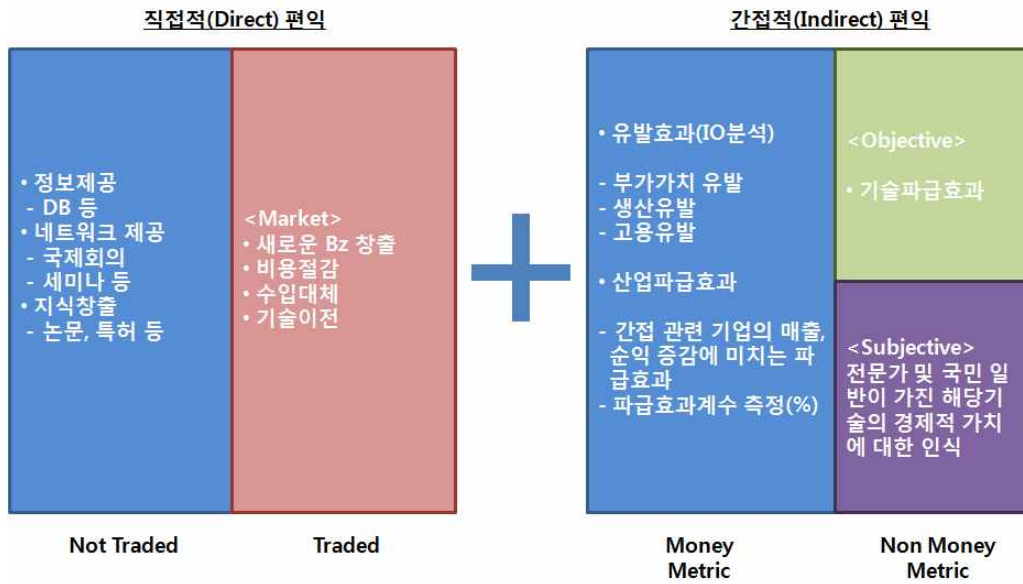 직접적(Direct) 편익
• 정보제공
- DB 등
• 네트워크 제공
- 국제회의
- 세미나 등
• 지식창출
- 논문, 특허 등
<Market>
• 새로운 Bz 창출
• 비용절감
• 수입대체
• 기술이전
Not Traded
Traded
간접적(Indirect) 편익
• 유발효과(IO분석)
- 부가가치 유발
- 생산유발
- 고용유발
• 산업파급효과
- 간접 관련 기업의 매출,
순익 증감에 미치는 파
급효과
- 파급효과계수 측정(%)
<Objective>
• 기술파급효과
<Subjective>
전문가 및 국민 일
반이 가진 해당기
술의 경제적 가치
에 대한 인식
Money
Metric
Non Money
Metric